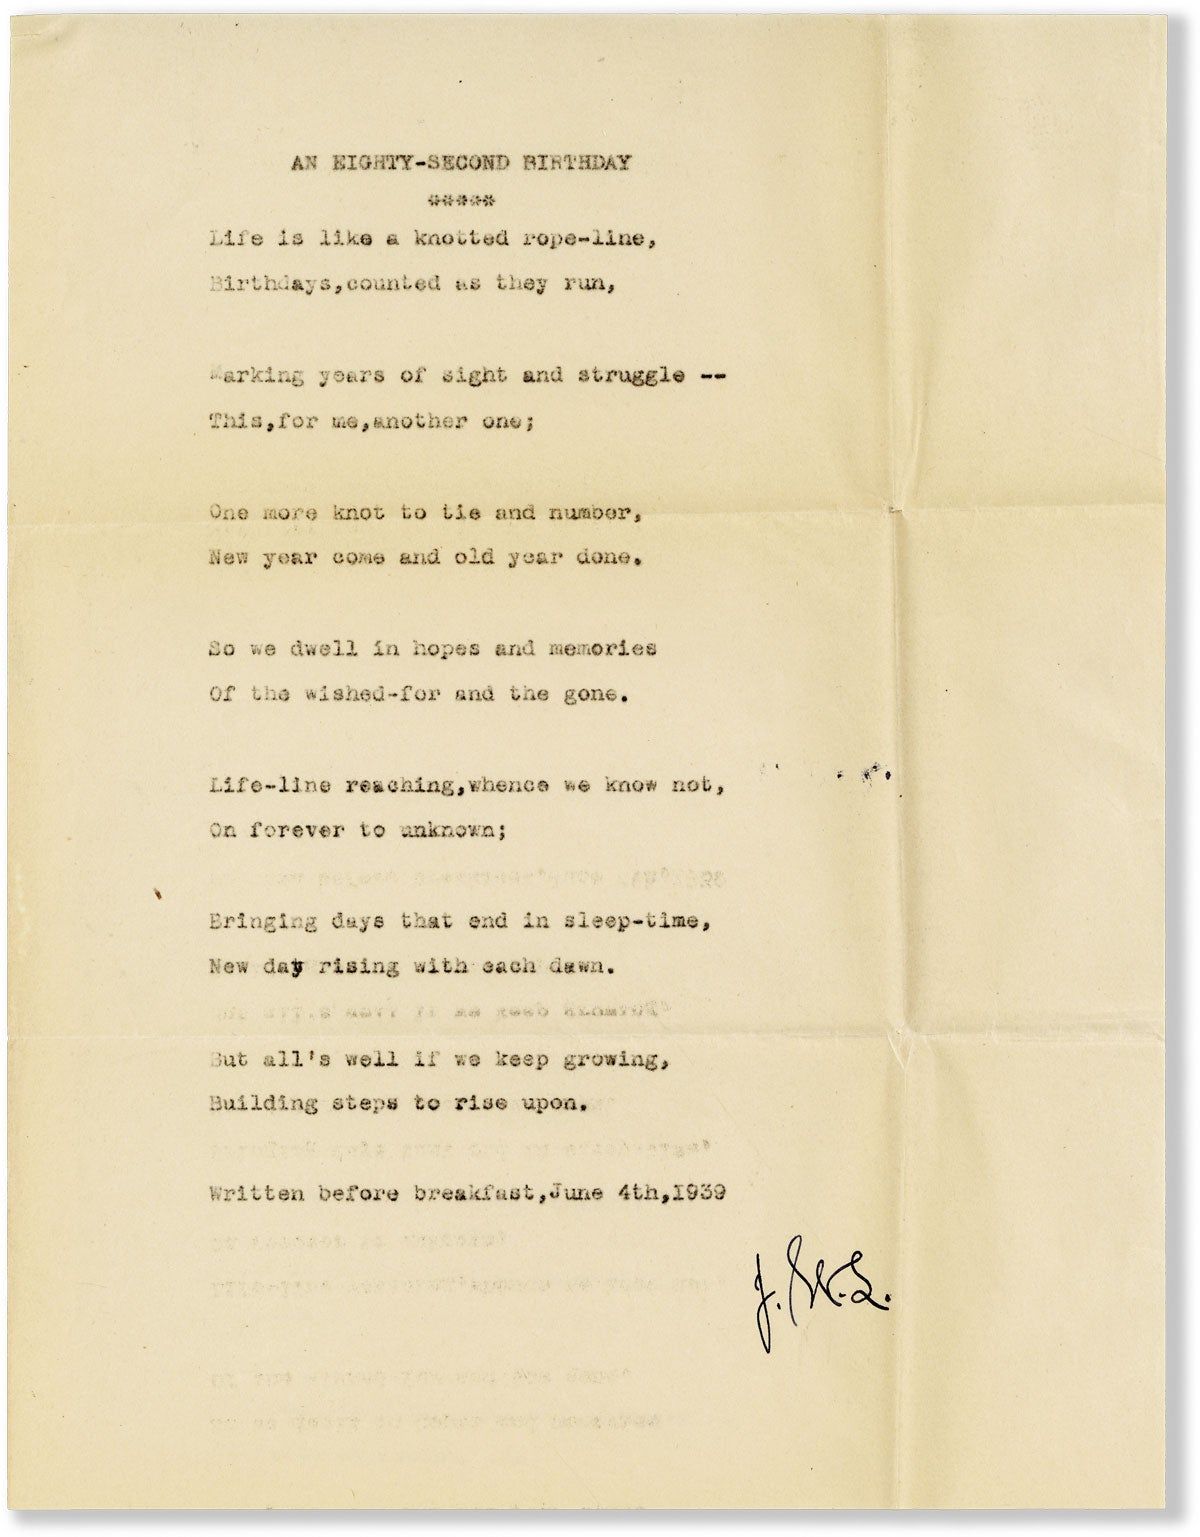 AN EIGHTY-SECOND BIRTHDAY
*****
Life is like a knotted rope-line,
Birthdays,counted as they run,
Marking years of sight and struggle --
This,for me,another one;
One more knot to tie and number,
New year come and old year done.
So we dwell in hopes and memories
Of the wished-for and the gone.
Life-line reaching,whence we know not,
On forever to unknown;
Bringing days that end in sleep-time,
New day rising with each dawn.
But all's well if we keep growing,
Building steps to rise upon.
Written before breakfast,June 4th,1939
J. W. L.